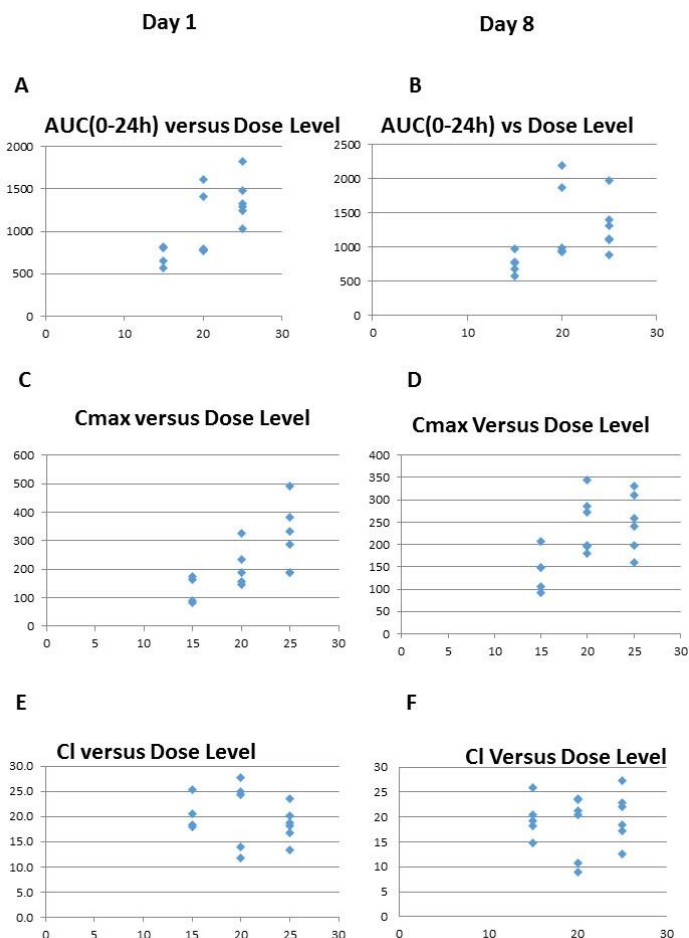 Day 1
Day 8
A
B
AUC(0-24h) versus Dose Level
AUC(0-24h) vs Dose Level
2000
1500
1000
500
0
0 10 20 30
2500
2000
1500
1000
500
0
0 10 20 30
C
D
Cmax versus Dose Level
Cmax Versus Dose Level
600
500
400
300
200
100
0
0 5 10 15 20 25 30
400
350
300
250
200
150
100
50
0
0 5 10 15 20 25 30
E
F
Cl versus Dose Level
Cl Versus Dose Level
30.0
25.0
20.0
15.0
10.0
5.0
0.0
0 5 10 15 20 25 30
30
25
20
15
10
5
0
0 10 20 30